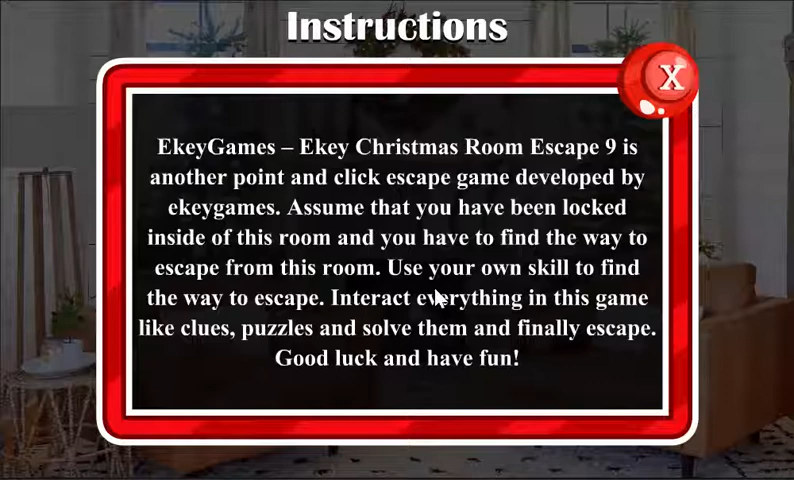 Instructions
X
EkeyGames – Ekey Christmas Room Escape 9 is
another point and click escape game developed by
ekeygames. Assume that you have been locked
inside of this room and you have to find the way to
escape from this room. Use your own skill to find
the way to escape. Interact everything in this game
like clues, puzzles and solve them and finally escape.
Good luck and have fun!